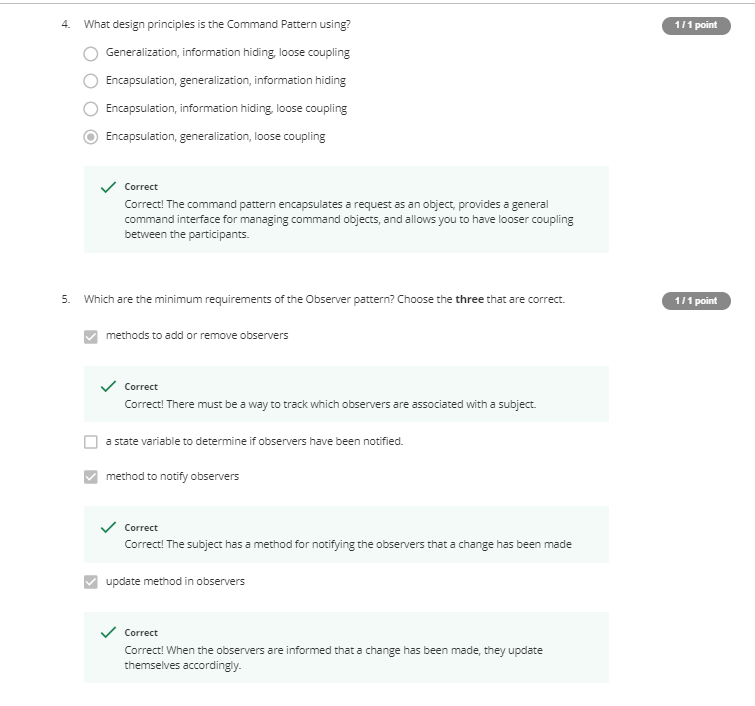 4. What design principles is the Command Pattern using?
1 / 1 point
Generalization, information hiding, loose coupling
Encapsulation, generalization, information hiding
Encapsulation, information hiding, loose coupling
Encapsulation, generalization, loose coupling
Correct
Correct! The command pattern encapsulates a request as an object, provides a general
command interface for managing command objects, and allows you to have looser coupling
between the participants.
5. Which are the minimum requirements of the Observer pattern? Choose the three that are correct.
1 / 1 point
methods to add or remove observers
Correct
Correct! There must be a way to track which observers are associated with a subject.
a state variable to determine if observers have been notified.
method to notify observers
Correct
Correct! The subject has a method for notifying the observers that a change has been made
update method in observers
Correct
Correct! When the observers are informed that a change has been made, they update
themselves accordingly.